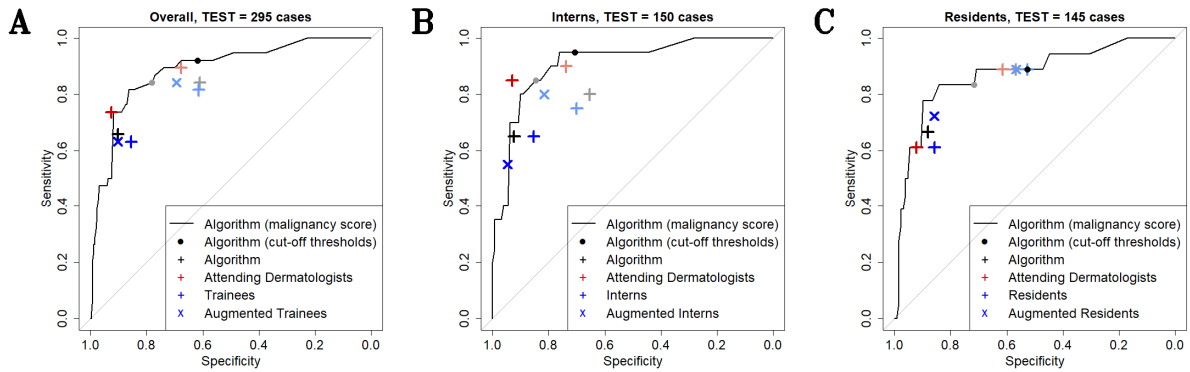 A
Overall, TEST = 295 cases
1.0
0.8
0.6
0.4
0.2
0.0
Sensitivity
Algorithm (malignancy score)
Algorithm (cut-off thresholds)
Algorithm
Attending Dermatologists
Trainees
Augmented Trainees
1.0 0.8 0.6 0.4 0.2 0.0
Specificity
B
Interns, TEST = 150 cases
1.0
0.8
0.6
0.4
0.2
0.0
Sensitivity
Algorithm (malignancy score)
Algorithm (cut-off thresholds)
Algorithm
Attending Dermatologists
Interns
Augmented Interns
1.0 0.8 0.6 0.4 0.2 0.0
Specificity
C
Residents, TEST = 145 cases
1.0
0.8
0.6
0.4
0.2
0.0
Sensitivity
Algorithm (malignancy score)
Algorithm (cut-off thresholds)
Algorithm
Attending Dermatologists
Residents
Augmented Residents
1.0 0.8 0.6 0.4 0.2 0.0
Specificity